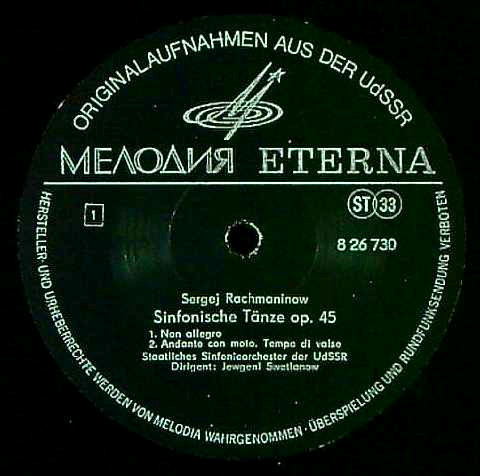 ORIGINALAUFNAHMEN AUS DER UdSSR
МЕЛОДИЯ ETERNA
1
ST 33
8 26 730
Sergej Rachmaninow
Sinfonische Tänze op. 45
1. Non allegro
2. Andante con moto. Tempo di valse
Staatliches Sinfonieorchester der UdSSR
Dirigent: Jewgeni Swetlanow
HERSTELLER- UND URHEBERRECHTE WERDEN VON MELODIA WAHRGENOMMEN · ÜBERSPIELUNG UND RUNDFUNKSENDUNG VERBOTEN